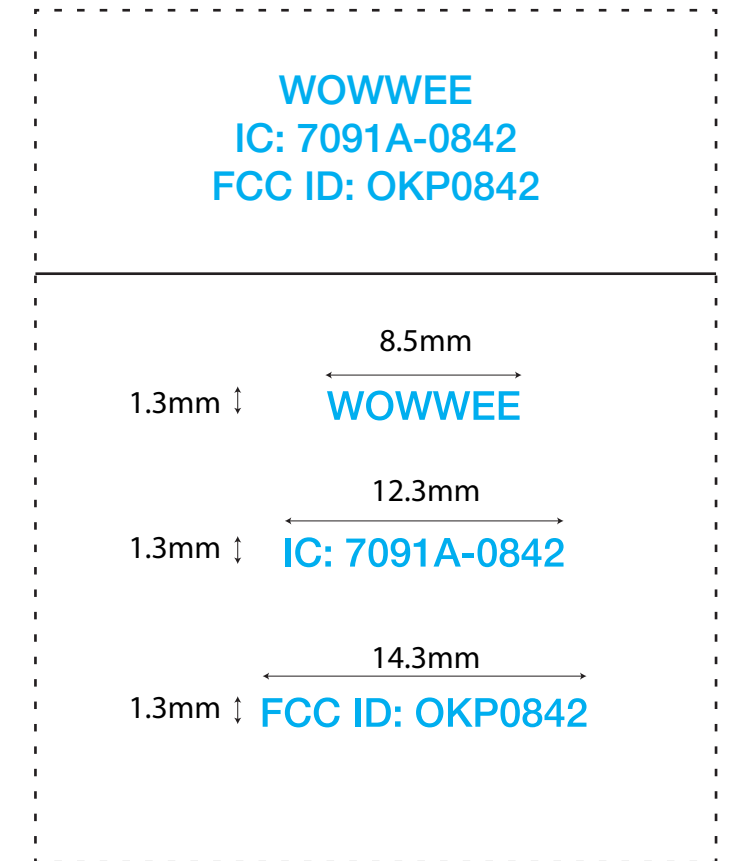 WOWWEE
IC: 7091A-0842
FCC ID: OKP0842
8.5mm
1.3mm WOWWEE
12.3mm
1.3mm IC: 7091A-0842
14.3mm
1.3mm FCC ID: OKP0842